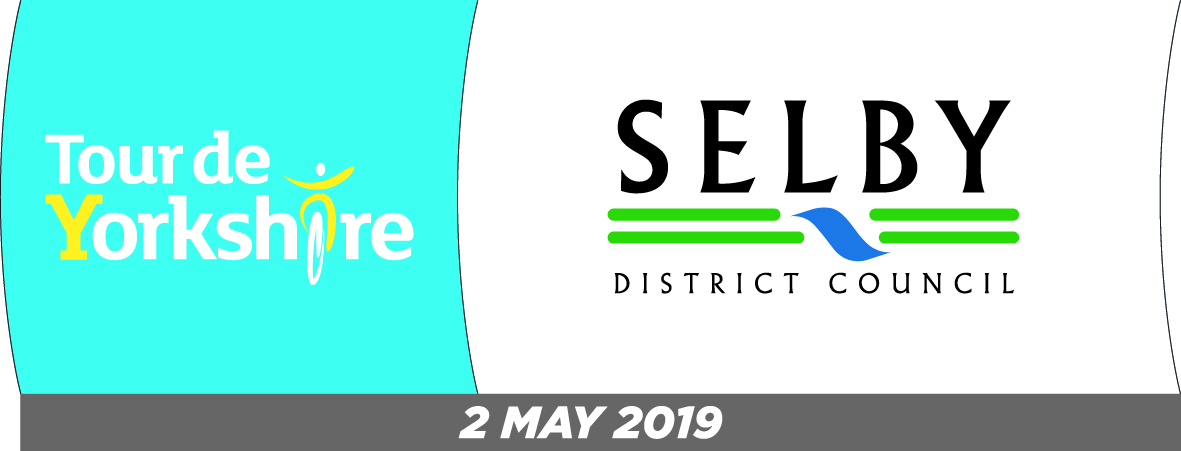 Tour de
Yorkshire
SELBY
DISTRICT COUNCIL
2 MAY 2019